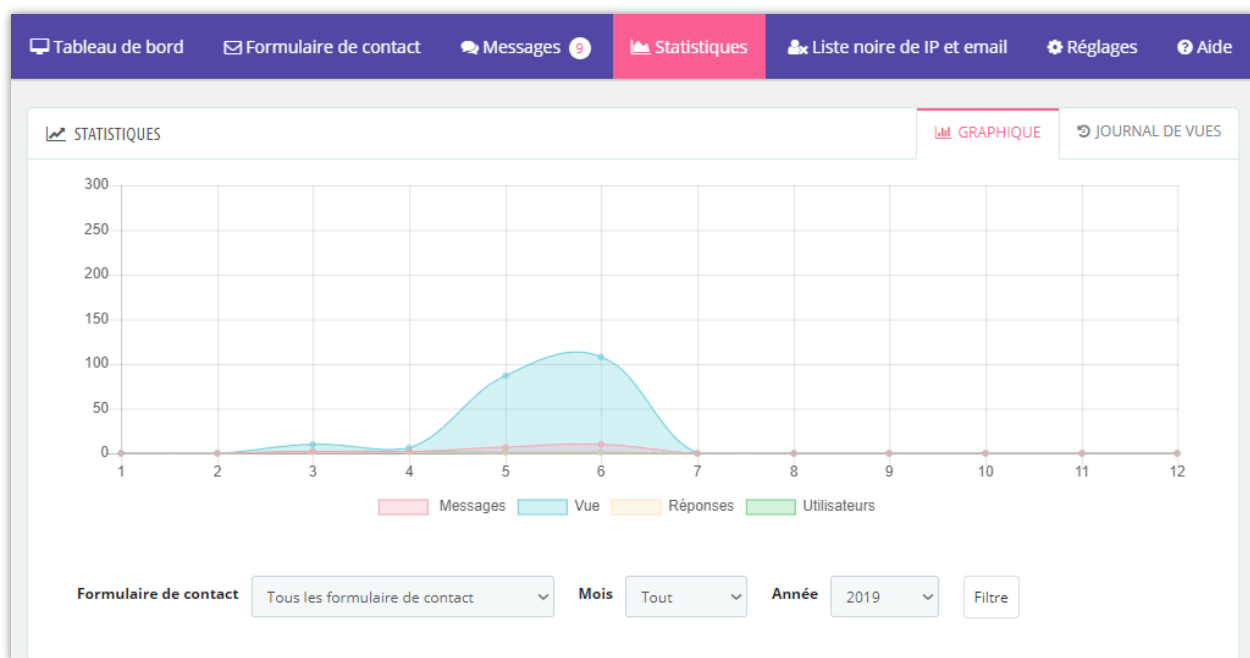 Tableau de bord Formulaire de contact Messages 9 Statistiques Liste noire de IP et email Réglages Aide
STATISTIQUES GRAPHIQUE JOURNAL DE VUES
300
250
200
150
100
50
0
1 2 3 4 5 6 7 8 9 10 11 12
Messages Vue Réponses Utilisateurs
Formulaire de contact Tous les formulaire de contact Mois Tout Année 2019 Filtre